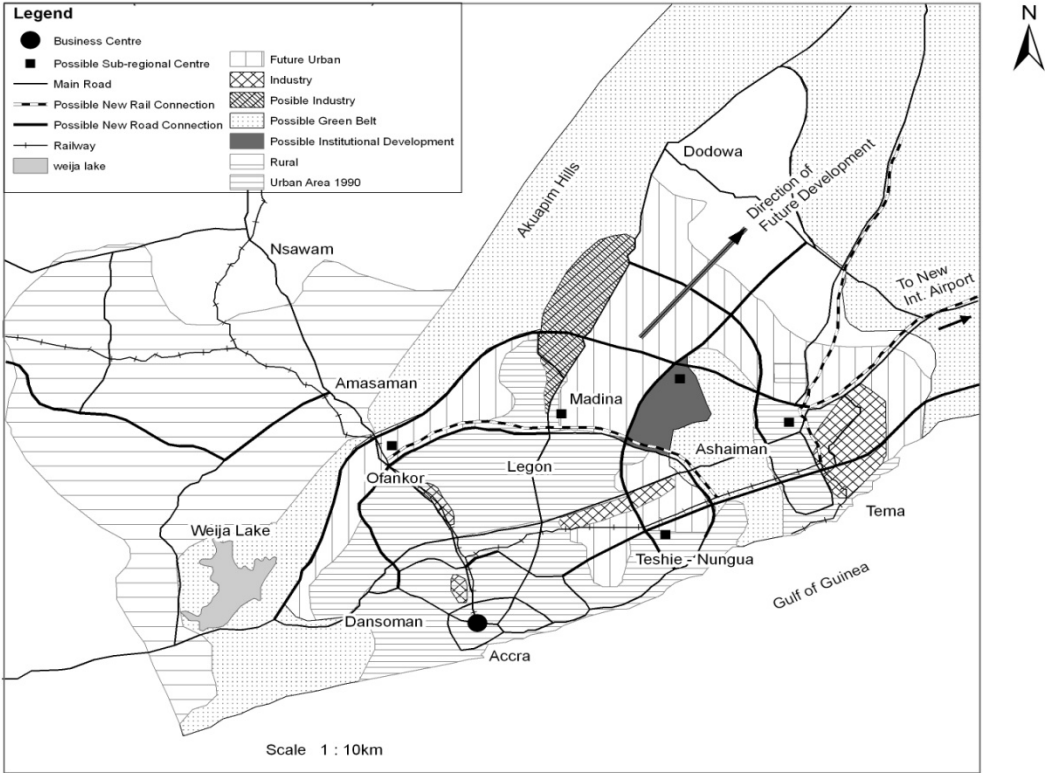 Legend
Business Centre
Possible Sub-regional Centre
Main Road
Possible New Rail Connection
Possible New Road Connection
Railway
weija lake
Future Urban
Industry
Posible Industry
Possible Green Belt
Possible Institutional Development
Rural
Urban Area 1990
N
Dodowa
Akuapim Hills
Direction of
Future Development
Nsawam
To New
Int. Airport
Amasaman
Madina
Ofankor
Legon
Ashaiman
Tema
Weija Lake
Teshie - Nungua
Gulf of Guinea
Dansoman
Accra
Scale 1 : 10km